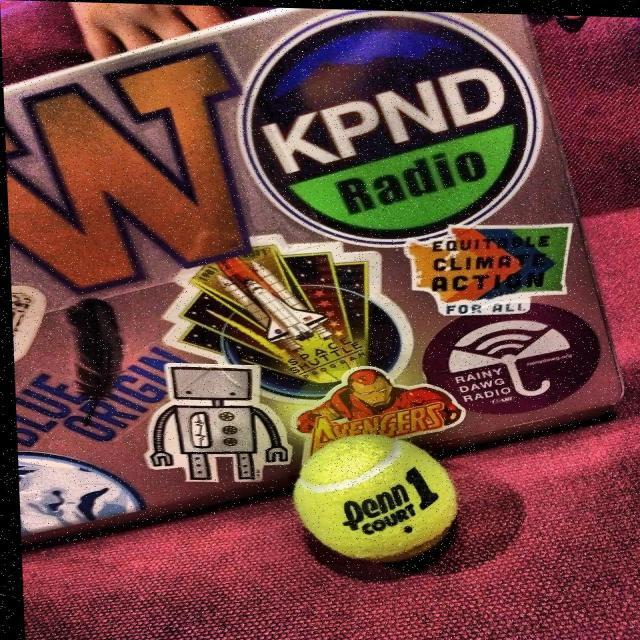 W
KPND
Radio
EQUITABLE
CLIMATE
ACTION
FOR ALL
SPACE
SHUTTLE
PROGRAM
RAINY
DAWG
RADIO
BLUE
ORIGIN
AVENGERS
Penn 1
COURT